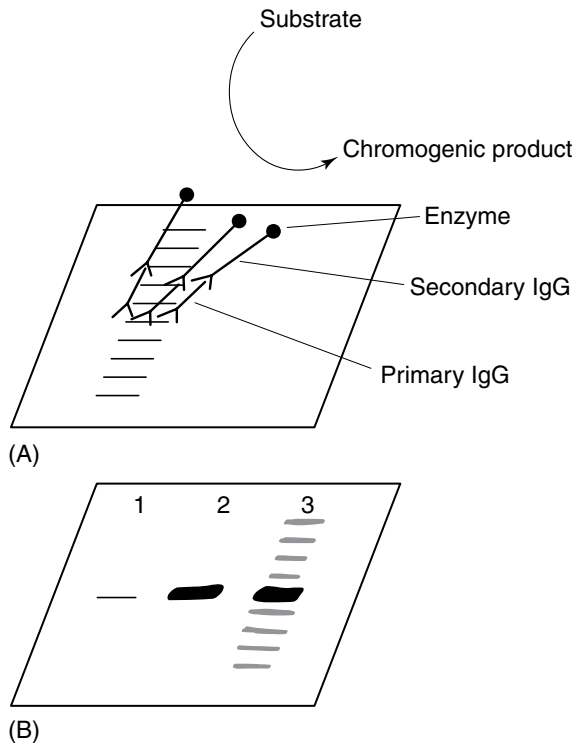 Substrate
Chromogenic product
Enzyme
Secondary IgG
Primary IgG
(A)
1 2 3
(B)